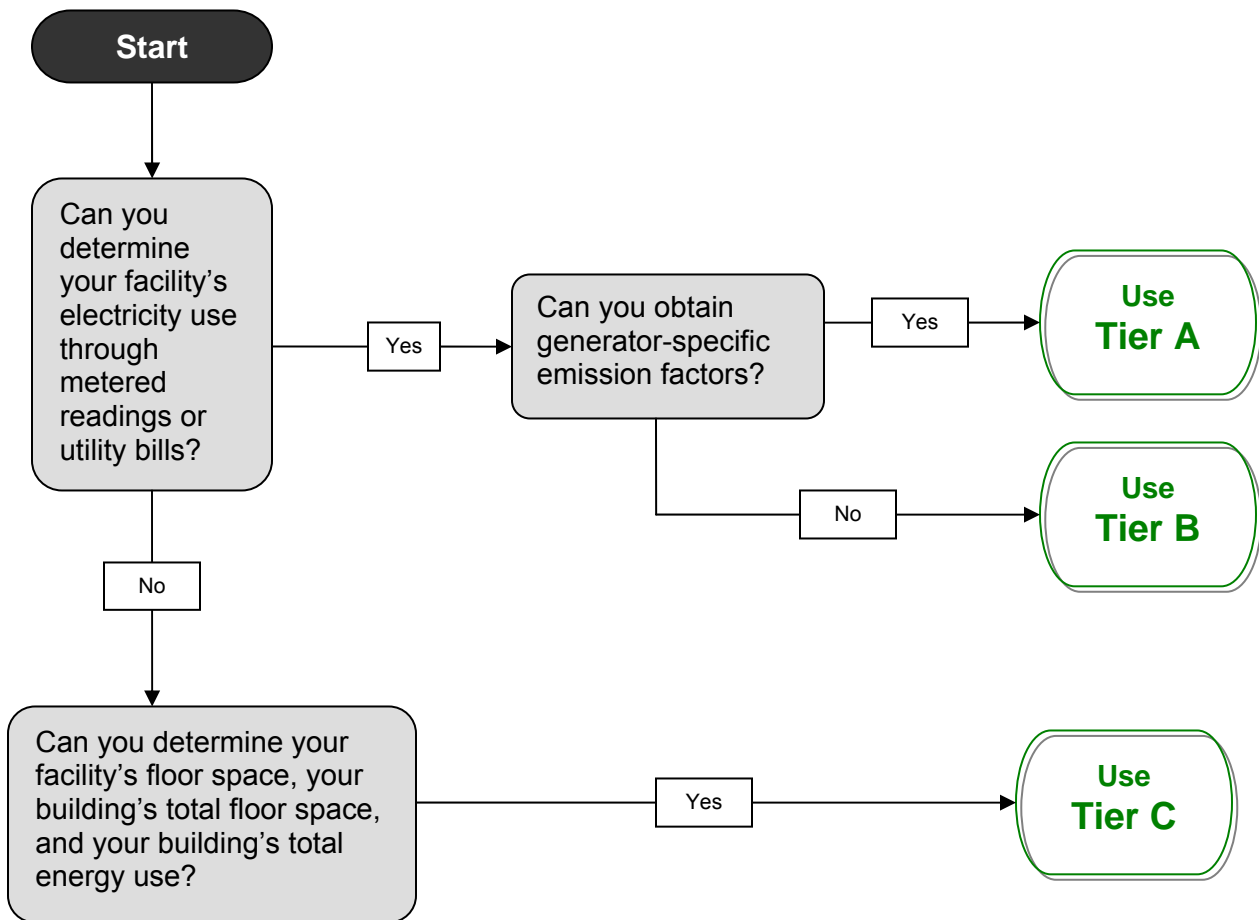 Start
Can you
determine
your facility’s
electricity use
through
metered
readings or
utility bills?
Yes
Can you obtain
generator-specific
emission factors?
Yes
Use
Tier A
No
Use
Tier B
No
Can you determine your
facility’s floor space, your
building’s total floor space,
and your building’s total
energy use?
Yes
Use
Tier C